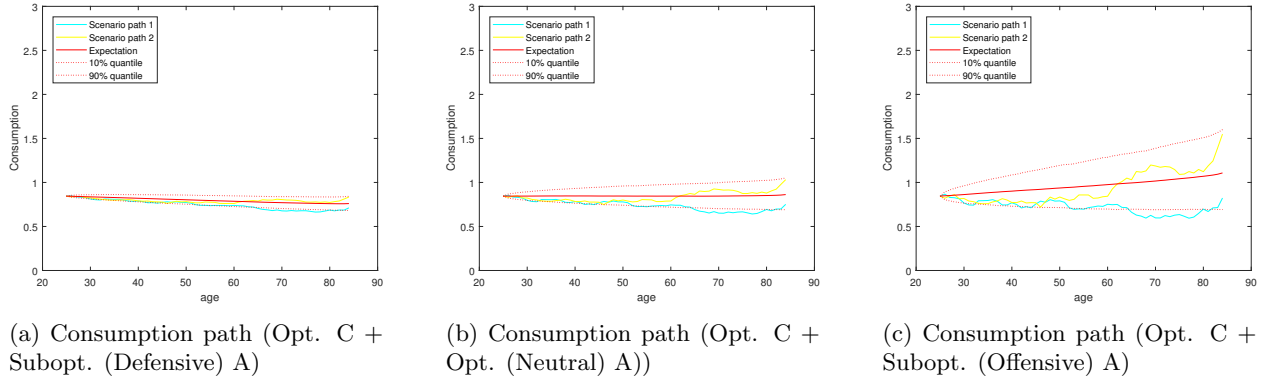 3
2.5
2
1.5
1
0.5
0
Consumption
Scenario path 1
Scenario path 2
Expectation
10% quantile
90% quantile
20 30 40 50 60 70 80 90
age
(a) Consumption path (Opt. C +
Subopt. (Defensive) A)
3
2.5
2
1.5
1
0.5
0
Consumption
Scenario path 1
Scenario path 2
Expectation
10% quantile
90% quantile
20 30 40 50 60 70 80 90
age
(b) Consumption path (Opt. C +
Opt. (Neutral) A))
3
2.5
2
1.5
1
0.5
0
Consumption
Scenario path 1
Scenario path 2
Expectation
10% quantile
90% quantile
20 30 40 50 60 70 80 90
age
(c) Consumption path (Opt. C +
Subopt. (Offensive) A)